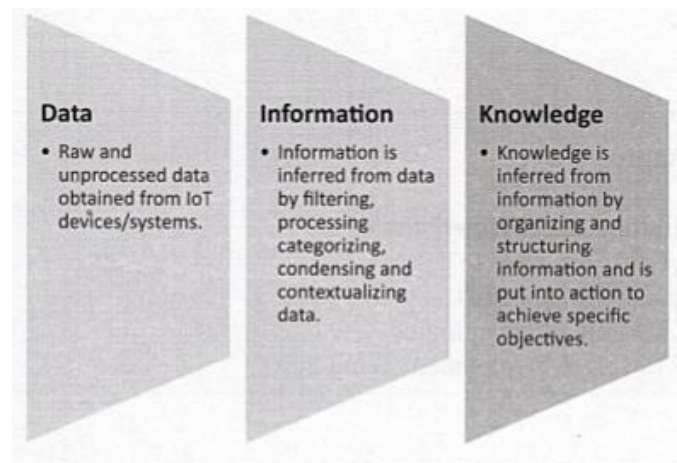 Data
• Raw and
unprocessed data
obtained from IoT
devices/systems.
Information
• Information is
inferred from data
by filtering,
processing
categorizing,
condensing and
contextualizing
data.
Knowledge
• Knowledge is
inferred from
information by
organizing and
structuring
information and is
put into action to
achieve specific
objectives.